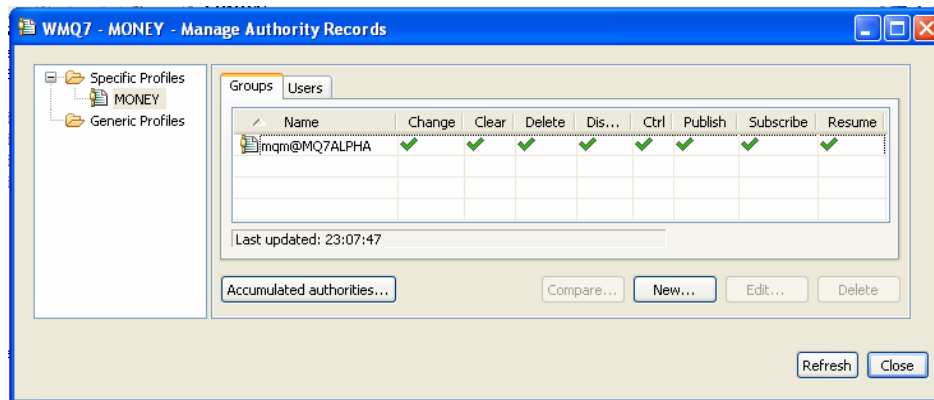 WMQ7 - MONEY - Manage Authority Records
Specific Profiles
MONEY
Generic Profiles
Groups Users
Name Change Clear Delete Dis... Ctrl Publish Subscribe Resume
mqm@MQ7ALPHA
Last updated: 23:07:47
Accumulated authorities... Compare... New... Edit... Delete
Refresh Close